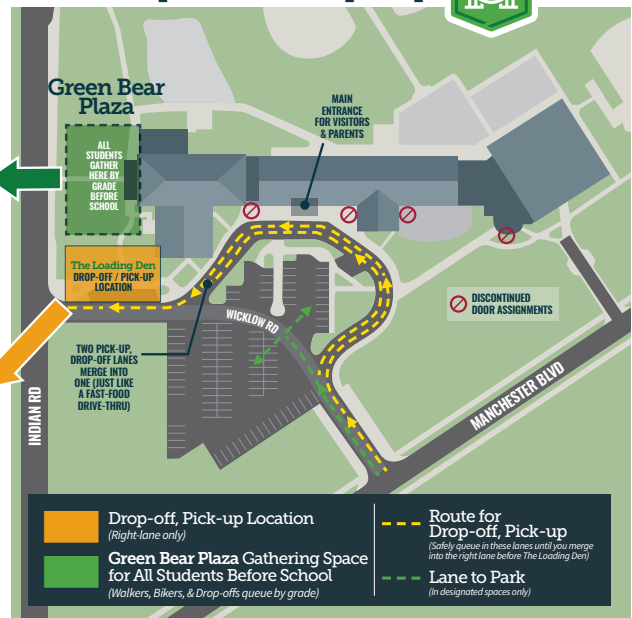 Green Bear
Plaza
ALL
STUDENTS
GATHER
HERE BY
GRADE
BEFORE
SCHOOL
MAIN
ENTRANCE
FOR VISITORS
& PARENTS
The Loading Den
DROP-OFF / PICK-UP
LOCATION
DISCONTINUED
DOOR ASSIGNMENTS
WICKLOW RD
TWO PICK-UP,
DROP-OFF LANES
MERGE INTO
ONE (JUST LIKE
A FAST-FOOD
DRIVE-THRU)
INDIAN RD
MANCHESTER BLVD
Drop-off, Pick-up Location
(Right-lane only)
Green Bear Plaza Gathering Space
for All Students Before School
(Walkers, Bikers, & Drop-offs queue by grade)
Route for
Drop-off, Pick-up
(Safely queue in these lanes until you merge
into the right lane before The Loading Den)
Lane to Park
(In designated spaces only)